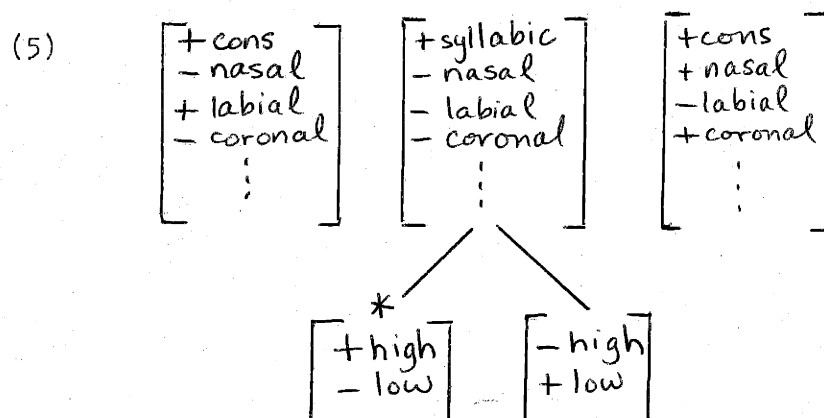 (5) + cons + syllabic + cons
- nasal - nasal + nasal
+ labial - labial - labial
- coronal - coronal + coronal
*
+ high - high
- low + low